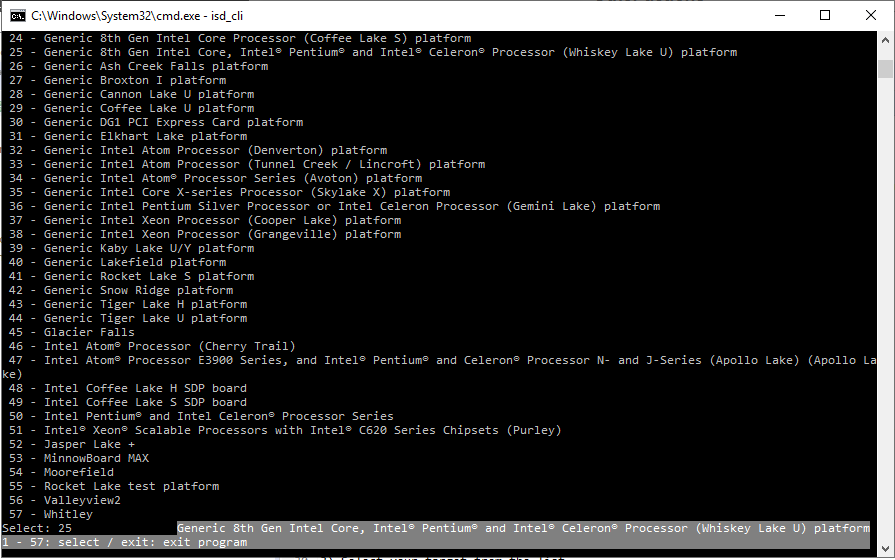 C:\Windows\System32\cmd.exe - isd_cli
24 - Generic 8th Gen Intel Core Processor (Coffee Lake S) platform
25 - Generic 8th Gen Intel Core, Intel® Pentium® and Intel® Celeron® Processor (Whiskey Lake U) platform
26 - Generic Ash Creek Falls platform
27 - Generic Broxton I platform
28 - Generic Cannon Lake U platform
29 - Generic Coffee Lake U platform
30 - Generic DG1 PCI Express Card platform
31 - Generic Elkhart Lake platform
32 - Generic Intel Atom Processor (Denverton) platform
33 - Generic Intel Atom Processor (Tunnel Creek / Lincroft) platform
34 - Generic Intel Atom® Processor Series (Avoton) platform
35 - Generic Intel Core X-series Processor (Skylake X) platform
36 - Generic Intel Pentium Silver Processor or Intel Celeron Processor (Gemini Lake) platform
37 - Generic Intel Xeon Processor (Cooper Lake) platform
38 - Generic Intel Xeon Processor (Grangeville) platform
39 - Generic Kaby Lake U/Y platform
40 - Generic Lakefield platform
41 - Generic Rocket Lake S platform
42 - Generic Snow Ridge platform
43 - Generic Tiger Lake H platform
44 - Generic Tiger Lake U platform
45 - Glacier Falls
46 - Intel Atom® Processor (Cherry Trail)
47 - Intel Atom® Processor E3900 Series, and Intel® Pentium® and Celeron® Processor N- and J-Series (Apollo Lake) (Apollo La
ke)
48 - Intel Coffee Lake H SDP board
49 - Intel Coffee Lake S SDP board
50 - Intel Pentium® and Intel Celeron® Processor Series
51 - Intel® Xeon® Scalable Processors with Intel® C620 Series Chipsets (Purley)
52 - Jasper Lake +
53 - MinnowBoard MAX
54 - Moorefield
55 - Rocket Lake test platform
56 - Valleyview2
57 - Whitley
Select: 25 Generic 8th Gen Intel Core, Intel® Pentium® and Intel® Celeron® Processor (Whiskey Lake U) platform
1 - 57: select / exit: exit program